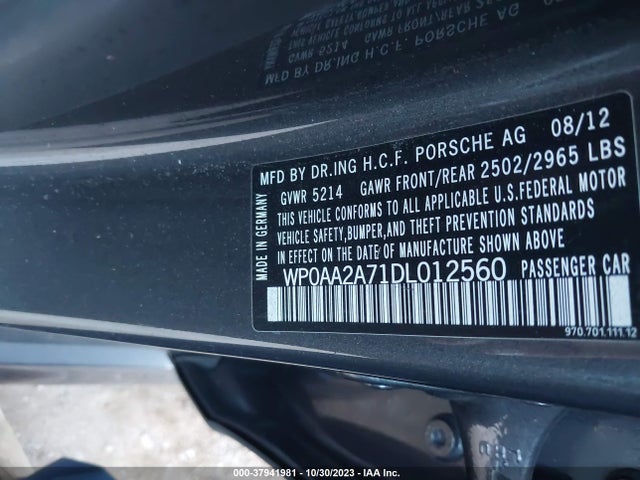 MFD BY DR.ING H.C.F. PORSCHE AG 08/12
GVWR 5214 GAWR FRONT/REAR 2502/2965 LBS
THIS VEHICLE CONFORMS TO ALL APPLICABLE U.S.FEDERAL MOTOR
VEHICLE SAFETY,BUMPER,AND THEFT PREVENTION STANDARDS
IN EFFECT ON THE DATE OF MANUFACTURE SHOWN ABOVE
WP0AA2A71DL012560 PASSENGER CAR
MADE IN GERMANY
970.701.111.12
000-37941981 | 10/30/2023 | IAA Inc.